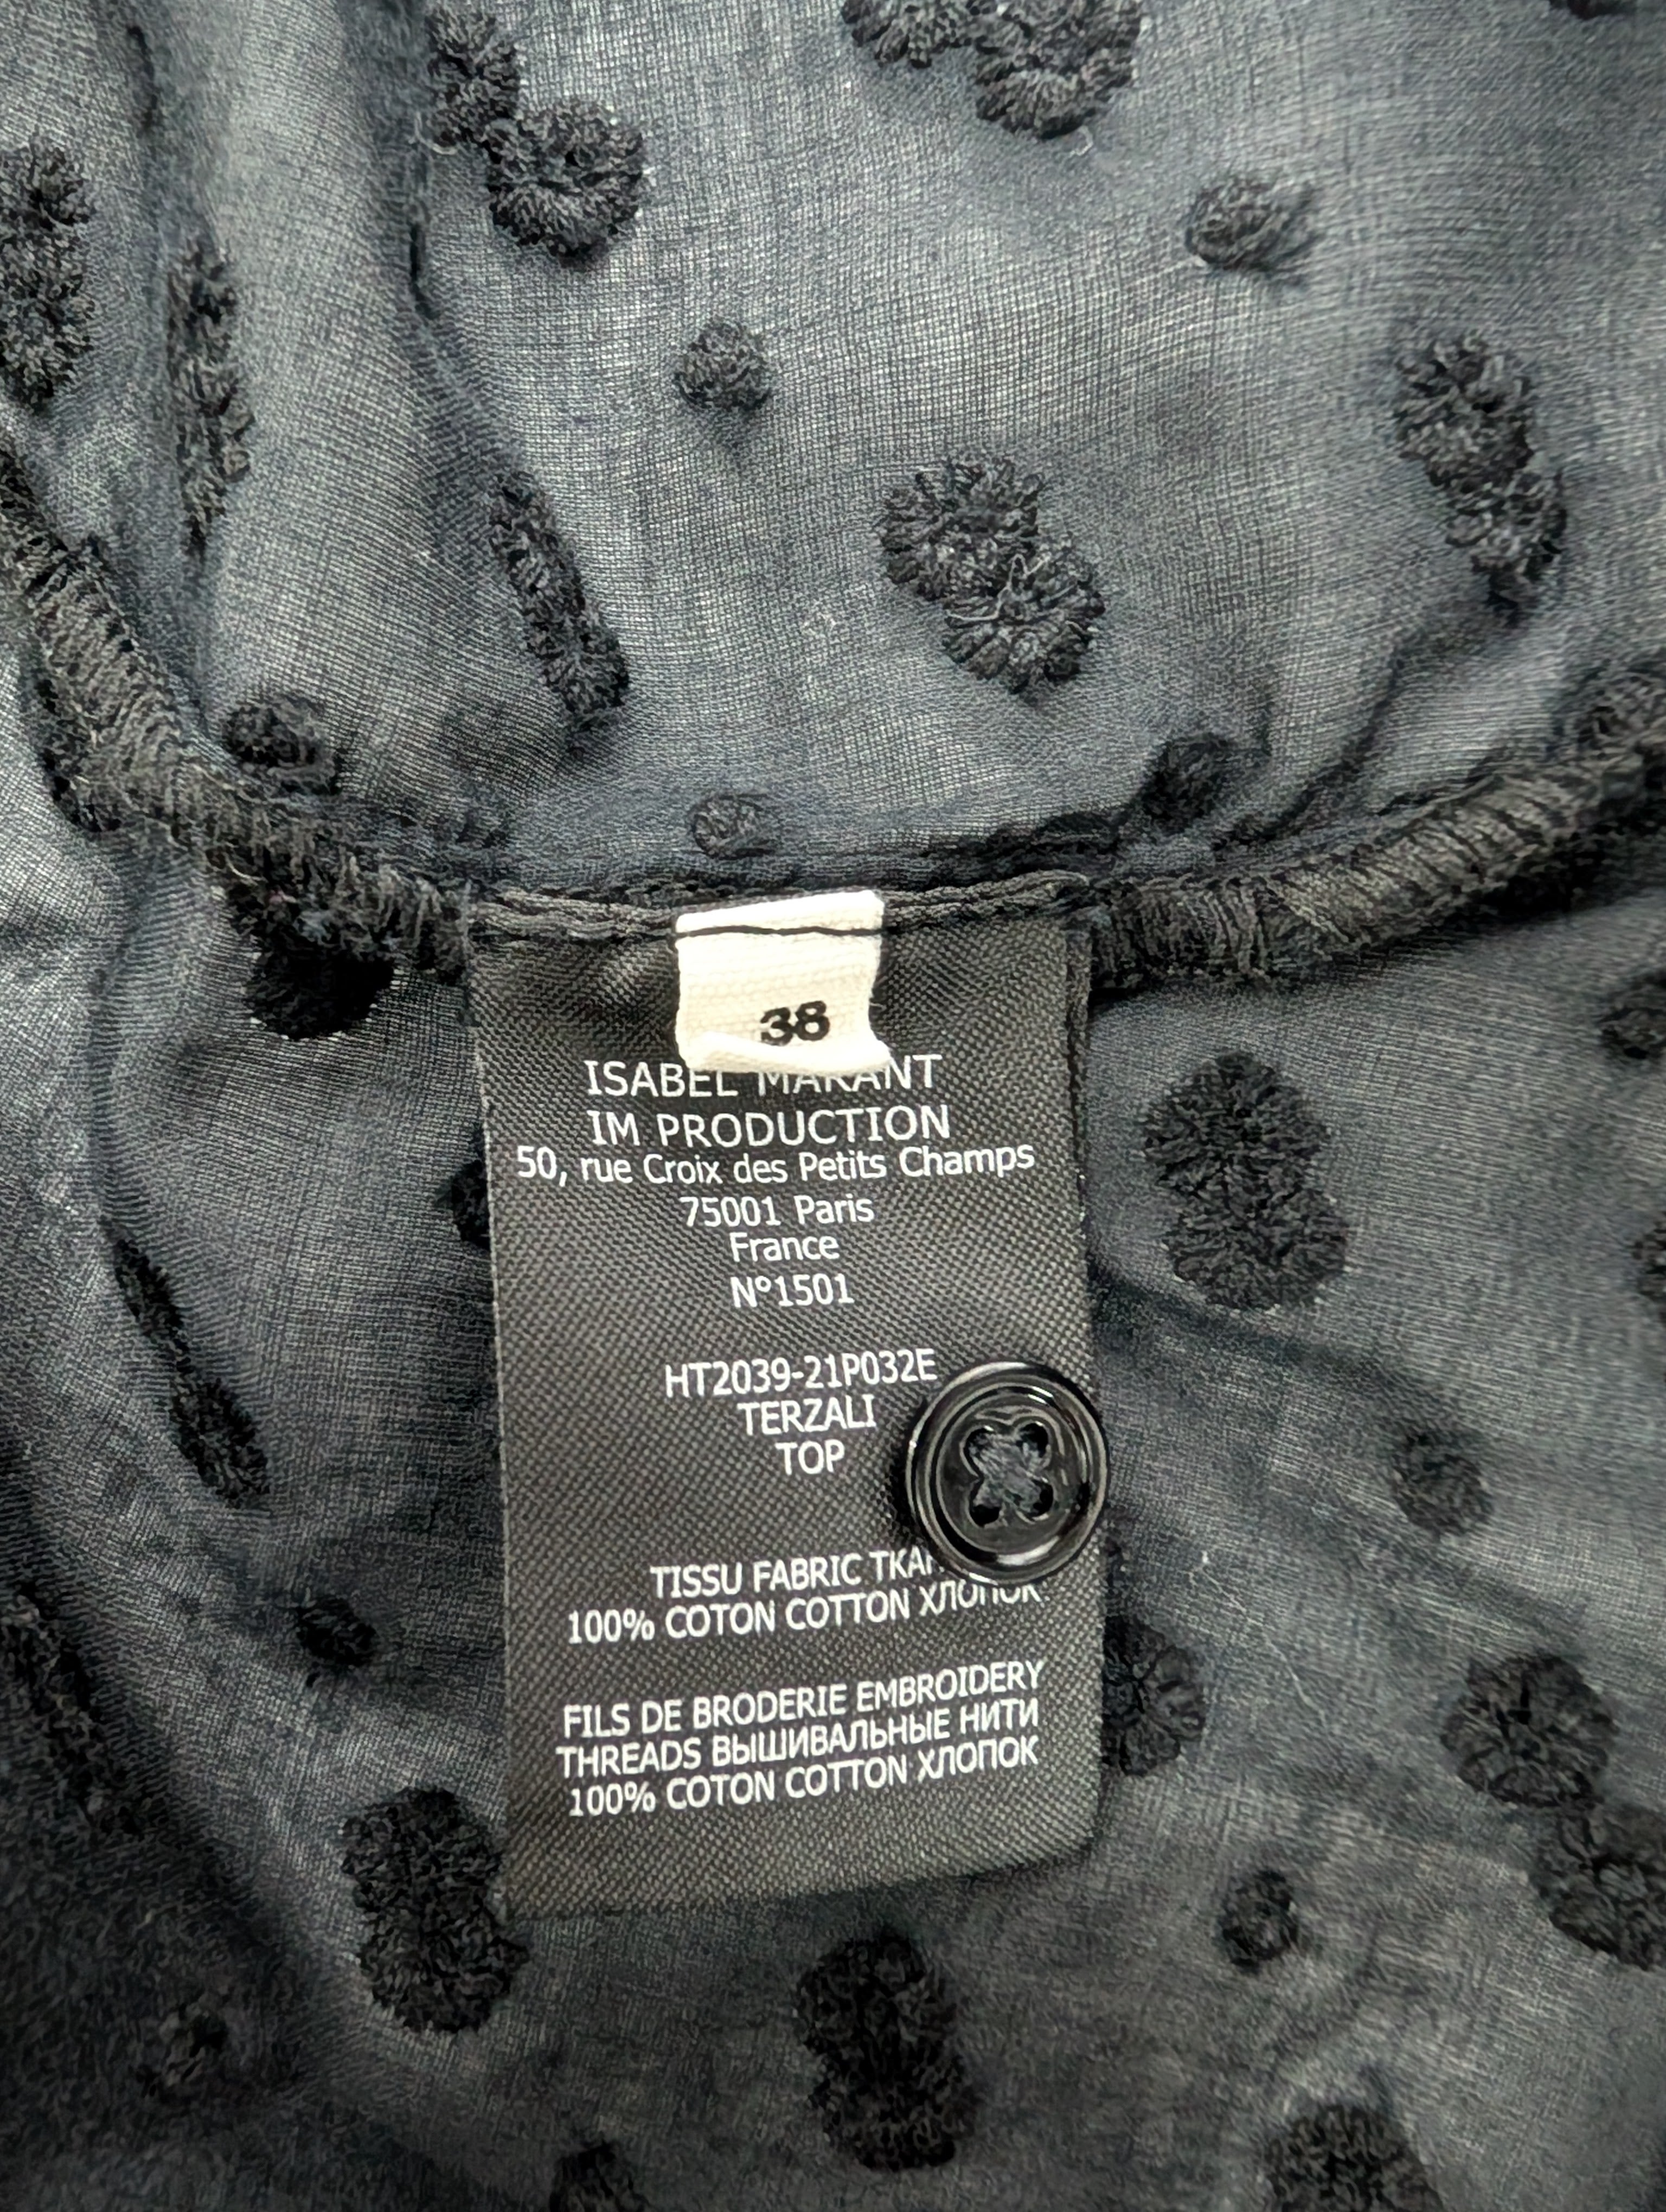 38
ISABEL MARANT
IM PRODUCTION
50, rue Croix des Petits Champs
75001 Paris
France
N°1501
HT2039-21P032E
TERZALI
TOP
TISSU FABRIC
100% COTON COTTON ХЛОПОК
FILS DE BRODERIE EMBROIDERY
THREADS ВЫШИВАЛЬНЫЕ НИТИ
100% COTON COTTON ХЛОПОК